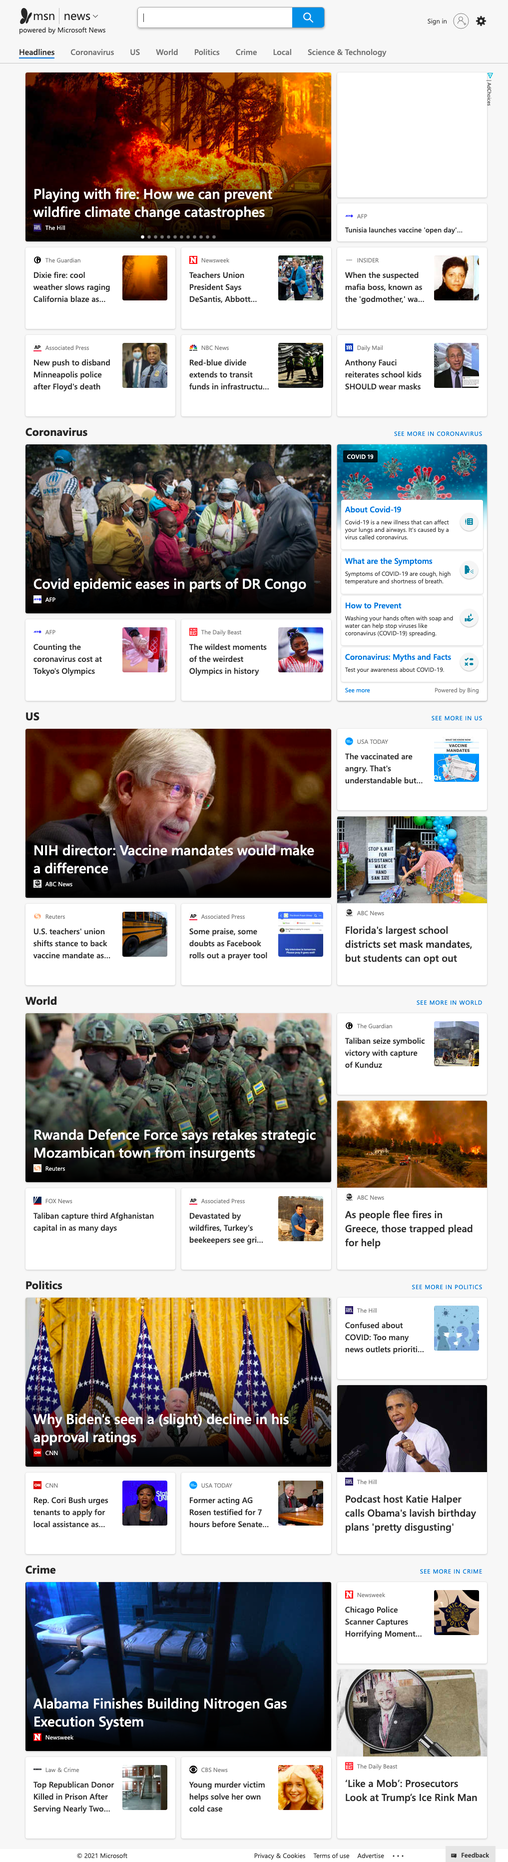 msn news
powered by Microsoft News
Sign in
Headlines Coronavirus US World Politics Crime Local Science & Technology
Playing with fire: How we can prevent
wildfire climate change catastrophes
The Hill
AdChoices
AFP
Tunisia launches vaccine 'open day'...
The Guardian
Dixie fire: cool
weather slows raging
California blaze as...
Newsweek
Teachers Union
President Says
DeSantis, Abbott...
INSIDER
When the suspected
mafia boss, known as
the 'godmother,' wa...
Associated Press
New push to disband
Minneapolis police
after Floyd's death
NBC News
Red-blue divide
extends to transit
funds in infrastructu...
Daily Mail
Anthony Fauci
reiterates school kids
SHOULD wear masks
Coronavirus
SEE MORE IN CORONAVIRUS
Covid epidemic eases in parts of DR Congo
AFP
COVID 19
About Covid-19
Covid-19 is a new illness that can affect
your lungs and airways. It's caused by a
virus called coronavirus.
What are the Symptoms
Symptoms of COVID-19 are cough, high
temperature and shortness of breath.
How to Prevent
Washing your hands often with soap and
water can help stop viruses like
coronavirus (COVID-19) spreading.
Coronavirus: Myths and Facts
Test your awareness about COVID-19.
See more
Powered by Bing
AFP
Counting the
coronavirus cost at
Tokyo's Olympics
The Daily Beast
The wildest moments
of the weirdest
Olympics in history
US
SEE MORE IN US
NIH director: Vaccine mandates would make
a difference
ABC News
USA TODAY
The vaccinated are
angry. That's
understandable but...
VACCINE
MANDATES
STOP & WAIT
FOR
ASSISTANCE
MASK
HAND
SAN
ABC News
Florida's largest school
districts set mask mandates,
but students can opt out
Reuters
U.S. teachers' union
shifts stance to back
vaccine mandate as...
Associated Press
Some praise, some
doubts as Facebook
rolls out a prayer tool
World
SEE MORE IN WORLD
Rwanda Defence Force says retakes strategic
Mozambican town from insurgents
Reuters
The Guardian
Taliban seize symbolic
victory with capture
of Kunduz
ABC News
As people flee fires in
Greece, those trapped plead
for help
FOX News
Taliban capture third Afghanistan
capital in as many days
Associated Press
Devastated by
wildfires, Turkey's
beekeepers see gri...
Politics
SEE MORE IN POLITICS
Why Biden's seen a (slight) decline in his
approval ratings
CNN
The Hill
Confused about
COVID: Too many
news outlets prioriti...
The Hill
Podcast host Katie Halper
calls Obama's lavish birthday
plans 'pretty disgusting'
CNN
Rep. Cori Bush urges
tenants to apply for
local assistance as...
USA TODAY
Former acting AG
Rosen testified for 7
hours before Senate...
Crime
SEE MORE IN CRIME
Alabama Finishes Building Nitrogen Gas
Execution System
Newsweek
Newsweek
Chicago Police
Scanner Captures
Horrifying Moment...
The Daily Beast
'Like a Mob': Prosecutors
Look at Trump's Ice Rink Man
Law & Crime
Top Republican Donor
Killed in Prison After
Serving Nearly Two...
CBS News
Young murder victim
helps solve her own
cold case
© 2021 Microsoft
Privacy & Cookies Terms of use Advertise ...
Feedback